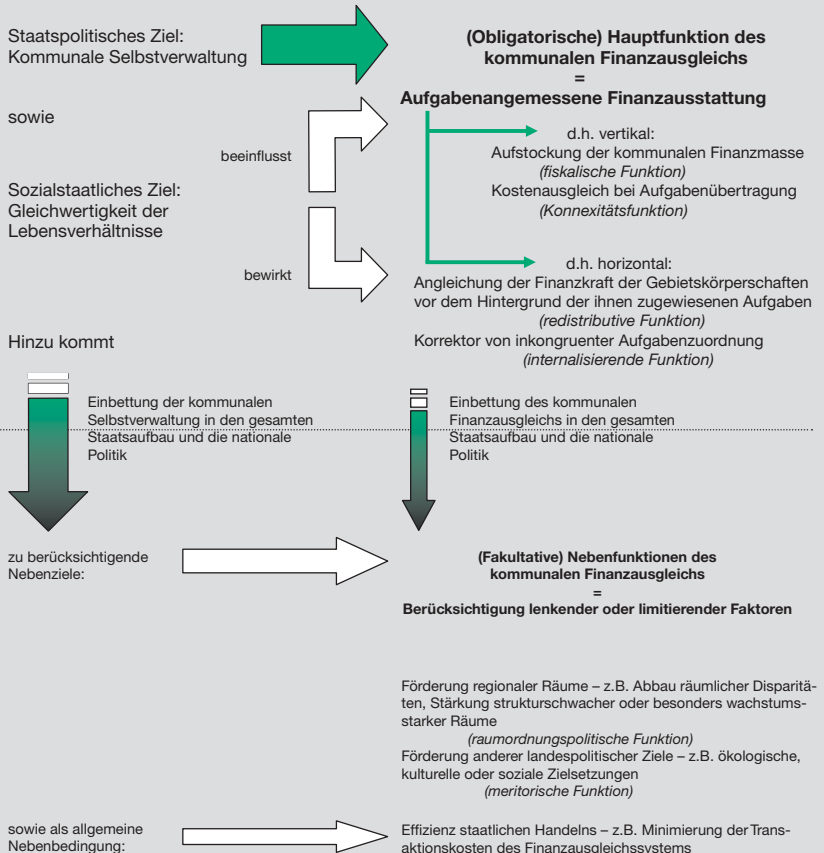 Staatspolitisches Ziel:
Kommunale Selbstverwaltung
(Obligatorische) Hauptfunktion des
kommunalen Finanzausgleichs
=
Aufgabenangemessene Finanzausstattung
sowie
beeinflusst
d.h. vertikal:
Aufstockung der kommunalen Finanzmasse
(fiskalische Funktion)
Kostenausgleich bei Aufgabenübertragung
(Konnexitätsfunktion)
Sozialstaatliches Ziel:
Gleichwertigkeit der
Lebensverhältnisse
bewirkt
d.h. horizontal:
Angleichung der Finanzkraft der Gebietskörperschaften
vor dem Hintergrund der ihnen zugewiesenen Aufgaben
(redistributive Funktion)
Korrektor von inkongruenter Aufgabenzuordnung
(internalisierende Funktion)
Hinzu kommt
Einbettung der kommunalen
Selbstverwaltung in den gesamten
Staatsaufbau und die nationale
Politik
Einbettung des kommunalen
Finanzausgleichs in den gesamten
Staatsaufbau und die nationale
Politik
zu berücksichtigende
Nebenziele:
(Fakultative) Nebenfunktionen des
kommunalen Finanzausgleichs
=
Berücksichtigung lenkender oder limitierender Faktoren
Förderung regionaler Räume – z.B. Abbau räumlicher Disparitä-
ten, Stärkung strukturschwacher oder besonders wachstums-
starker Räume
(raumordnungspolitische Funktion)
Förderung anderer landespolitischer Ziele – z.B. ökologische,
kulturelle oder soziale Zielsetzungen
(meritorische Funktion)
sowie als allgemeine
Nebenbedingung:
Effizienz staatlichen Handelns – z.B. Minimierung der Trans-
aktionskosten des Finanzausgleichssystems